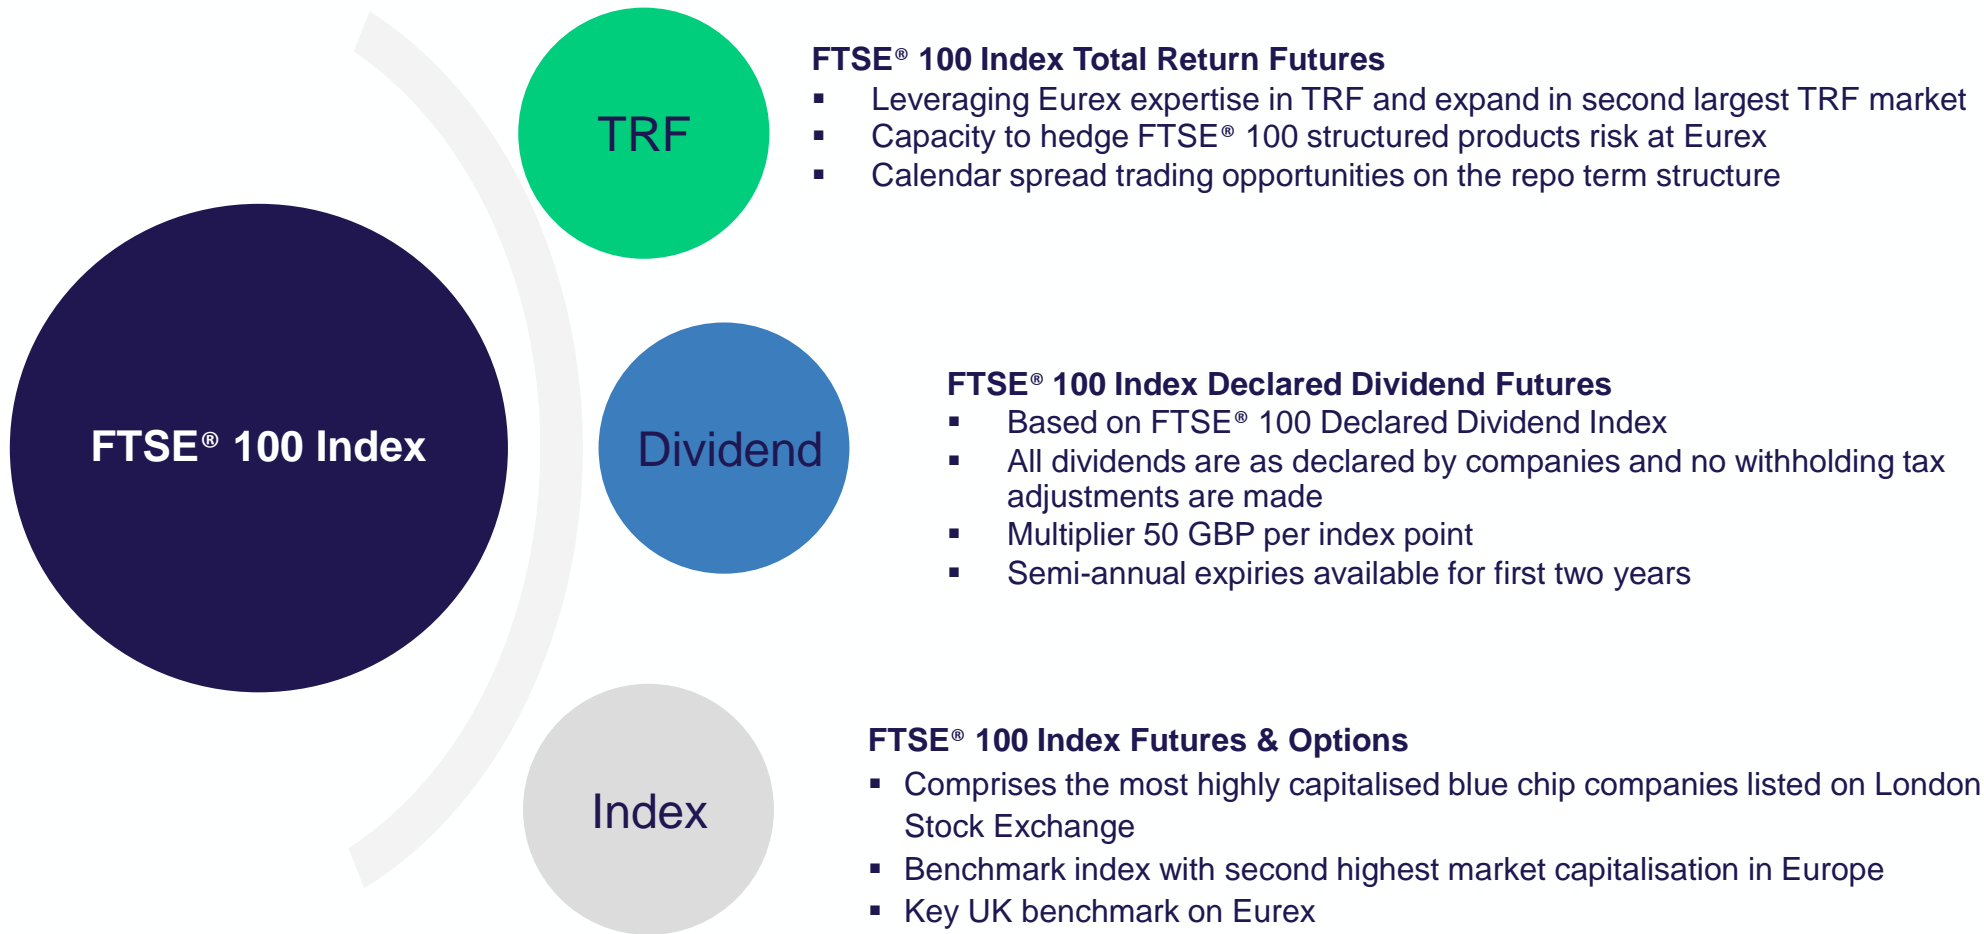 FTSE® 100 Index
TRF
FTSE® 100 Index Total Return Futures
▪ Leveraging Eurex expertise in TRF and expand in second largest TRF market
▪ Capacity to hedge FTSE® 100 structured products risk at Eurex
▪ Calendar spread trading opportunities on the repo term structure
Dividend
FTSE® 100 Index Declared Dividend Futures
▪ Based on FTSE® 100 Declared Dividend Index
▪ All dividends are as declared by companies and no withholding tax
adjustments are made
▪ Multiplier 50 GBP per index point
▪ Semi-annual expiries available for first two years
Index
FTSE® 100 Index Futures & Options
▪ Comprises the most highly capitalised blue chip companies listed on London
Stock Exchange
▪ Benchmark index with second highest market capitalisation in Europe
▪ Key UK benchmark on Eurex